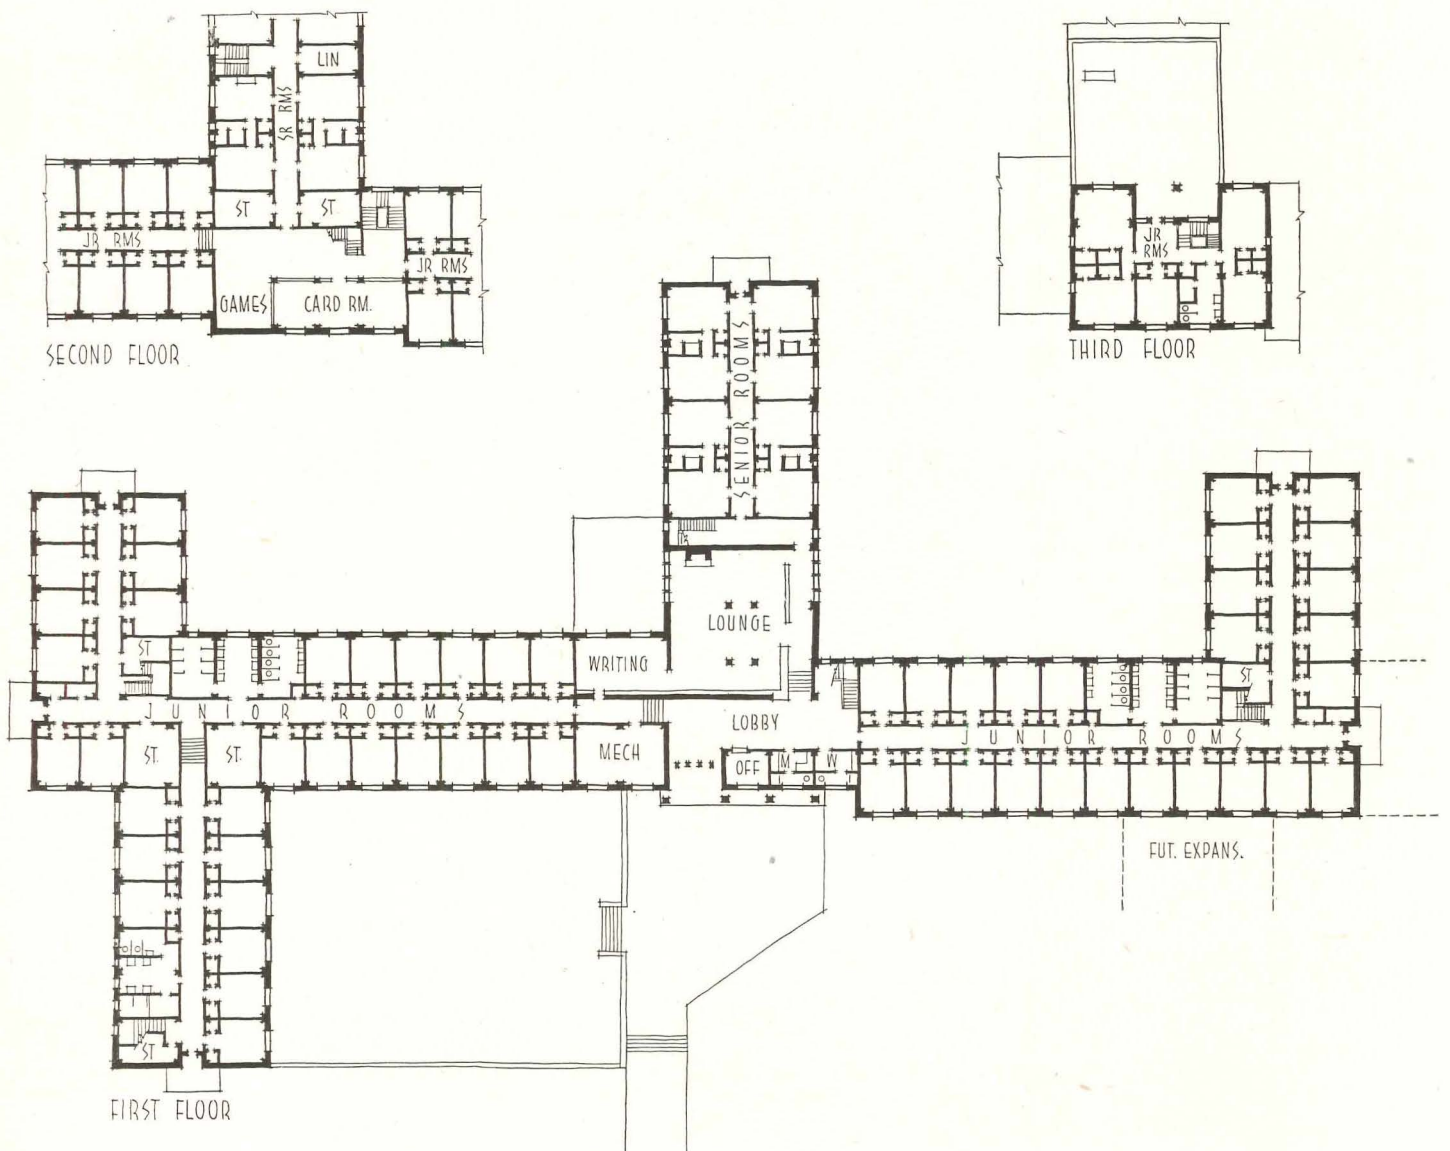 LIN
SR RMS
ST
ST.
JR RMS
JR RMS
GAMES
CARD RM.
SECOND FLOOR
JR
RMS
THIRD FLOOR
SENIOR ROOMS
LOUNGE
WRITING
ST
ST
JUNIOR ROOMS
LOBBY
JUNIOR ROOMS
ST.
ST.
MECH
OFF
M
W
FUT. EXPANS.
ST
FIRST FLOOR